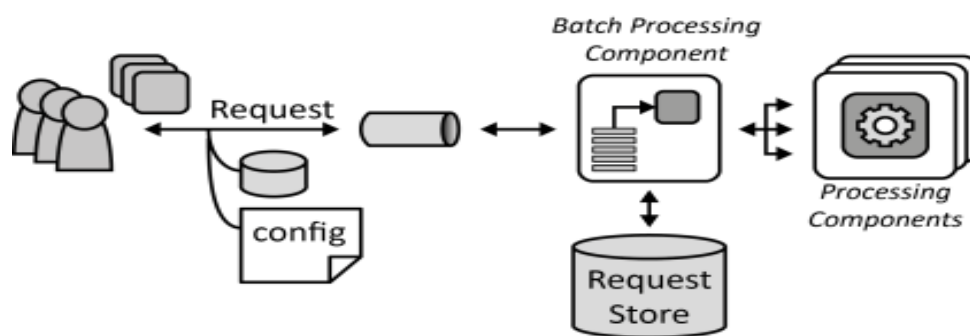 Batch Processing
Component
Request
config
Request
Store
Processing
Components